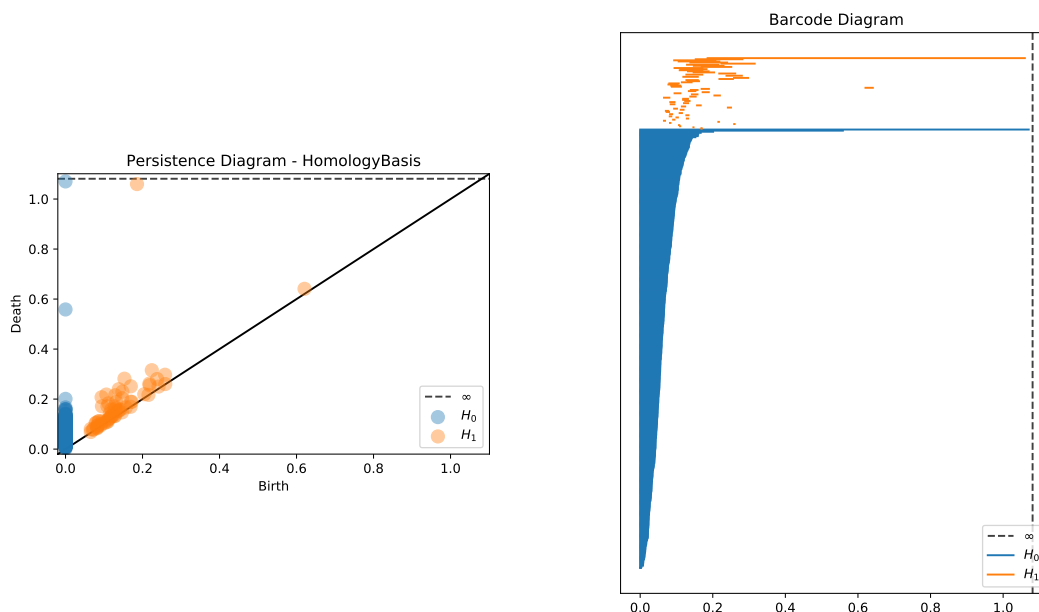 Persistence Diagram - HomologyBasis
1.0
0.8
0.6
0.4
0.2
0.0
Death
0.0 0.2 0.4 0.6 0.8 1.0
Birth
∞
H₀
H₁
Barcode Diagram
∞
H₀
H₁
0.0 0.2 0.4 0.6 0.8 1.0